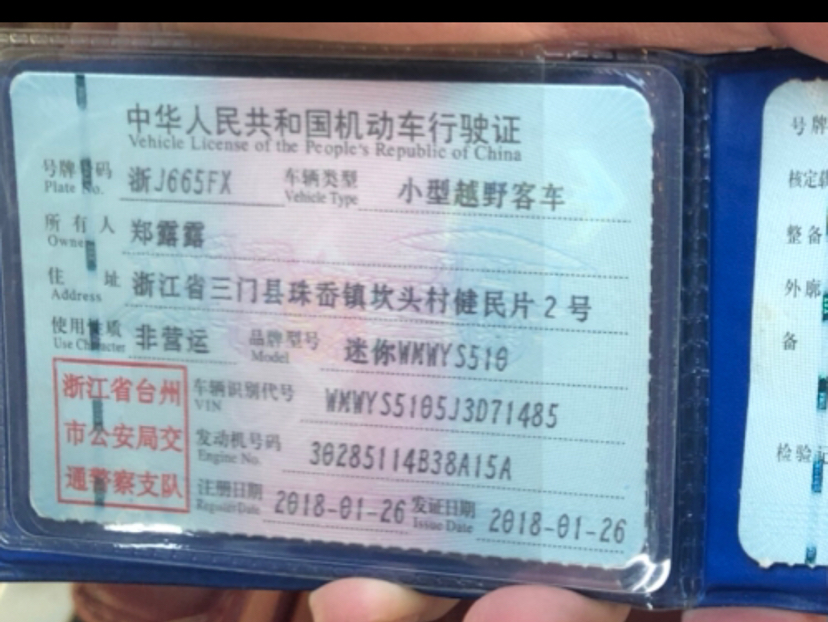 中华人民共和国机动车行驶证
Vehicle License of the People's Republic of China
号牌号码 浙J665FX 车辆类型 小型越野客车
Plate No. Vehicle Type
所有人 郑露露
Owner
住址 浙江省三门县珠岙镇坎头村健民片2号
Address
使用性质 非营运 品牌型号 迷你WMWYS510
Use Character Model
浙江省台州
市公安局交
通警察支队
车辆识别代号 WMWYS5105J3D71485
VIN
发动机号码 30285114B38A15A
Engine No.
注册日期 2018-01-26 发证日期 2018-01-26
Register Date Issue Date
号牌
核定载
整备
外廓
备
检验记